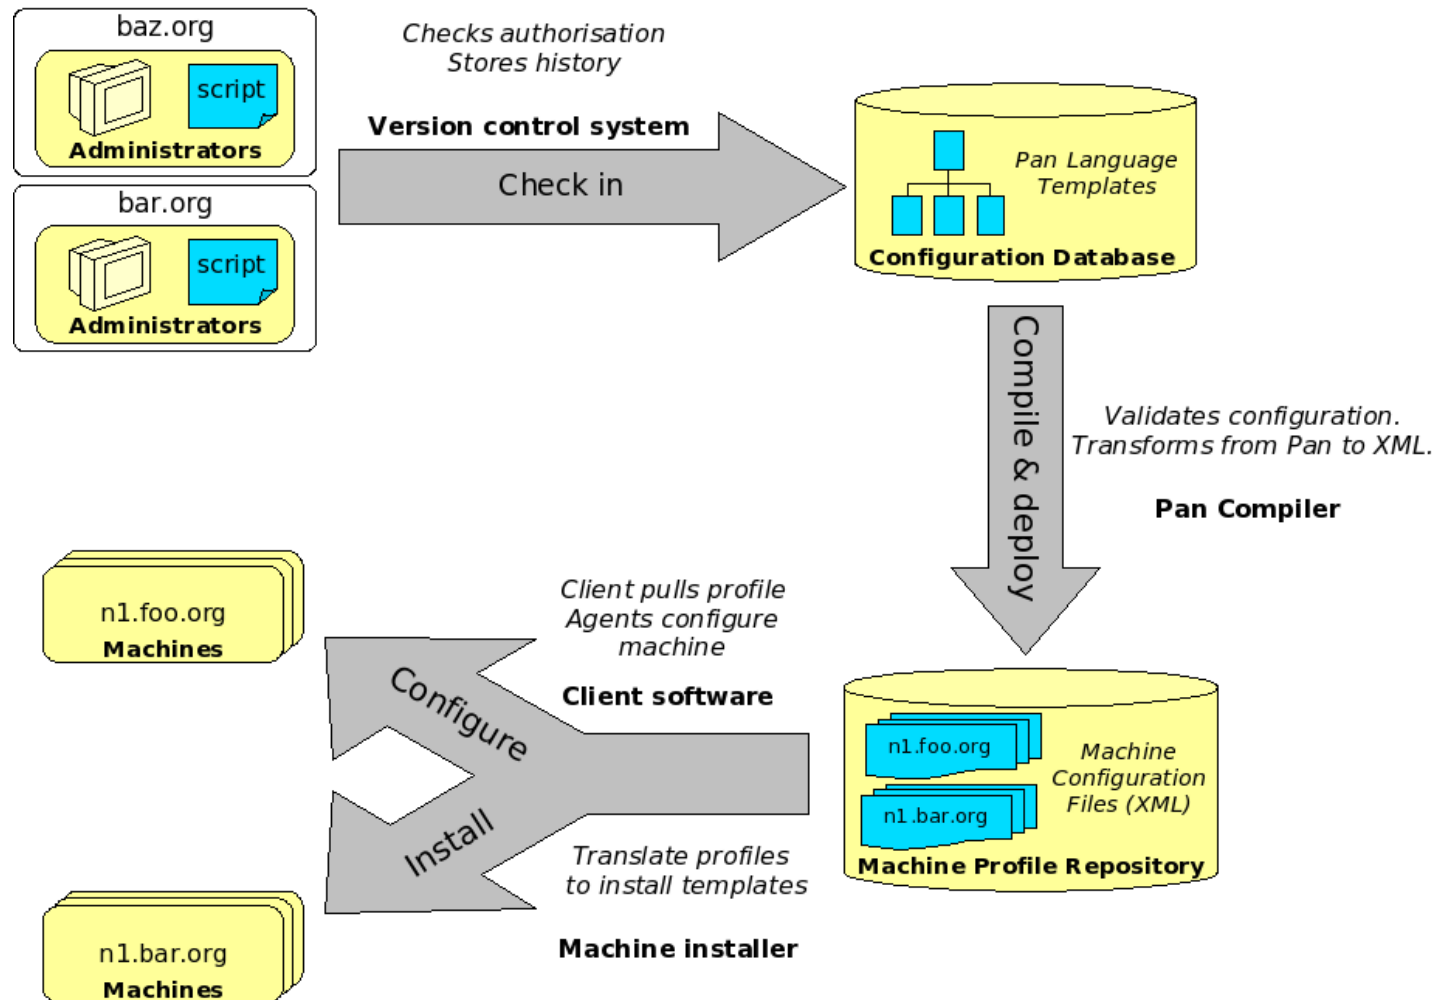 baz.org
script
Administrators
bar.org
script
Administrators
Checks authorisation
Stores history
Version control system
Check in
Pan Language
Templates
Configuration Database
Compile & deploy
Validates configuration.
Transforms from Pan to XML.
Pan Compiler
n1.foo.org
Machines
Client pulls profile
Agents configure
machine
Client software
Configure
Install
n1.foo.org
Machine
Configuration
Files (XML)
n1.bar.org
Machine Profile Repository
Translate profiles
to install templates
Machine installer
n1.bar.org
Machines